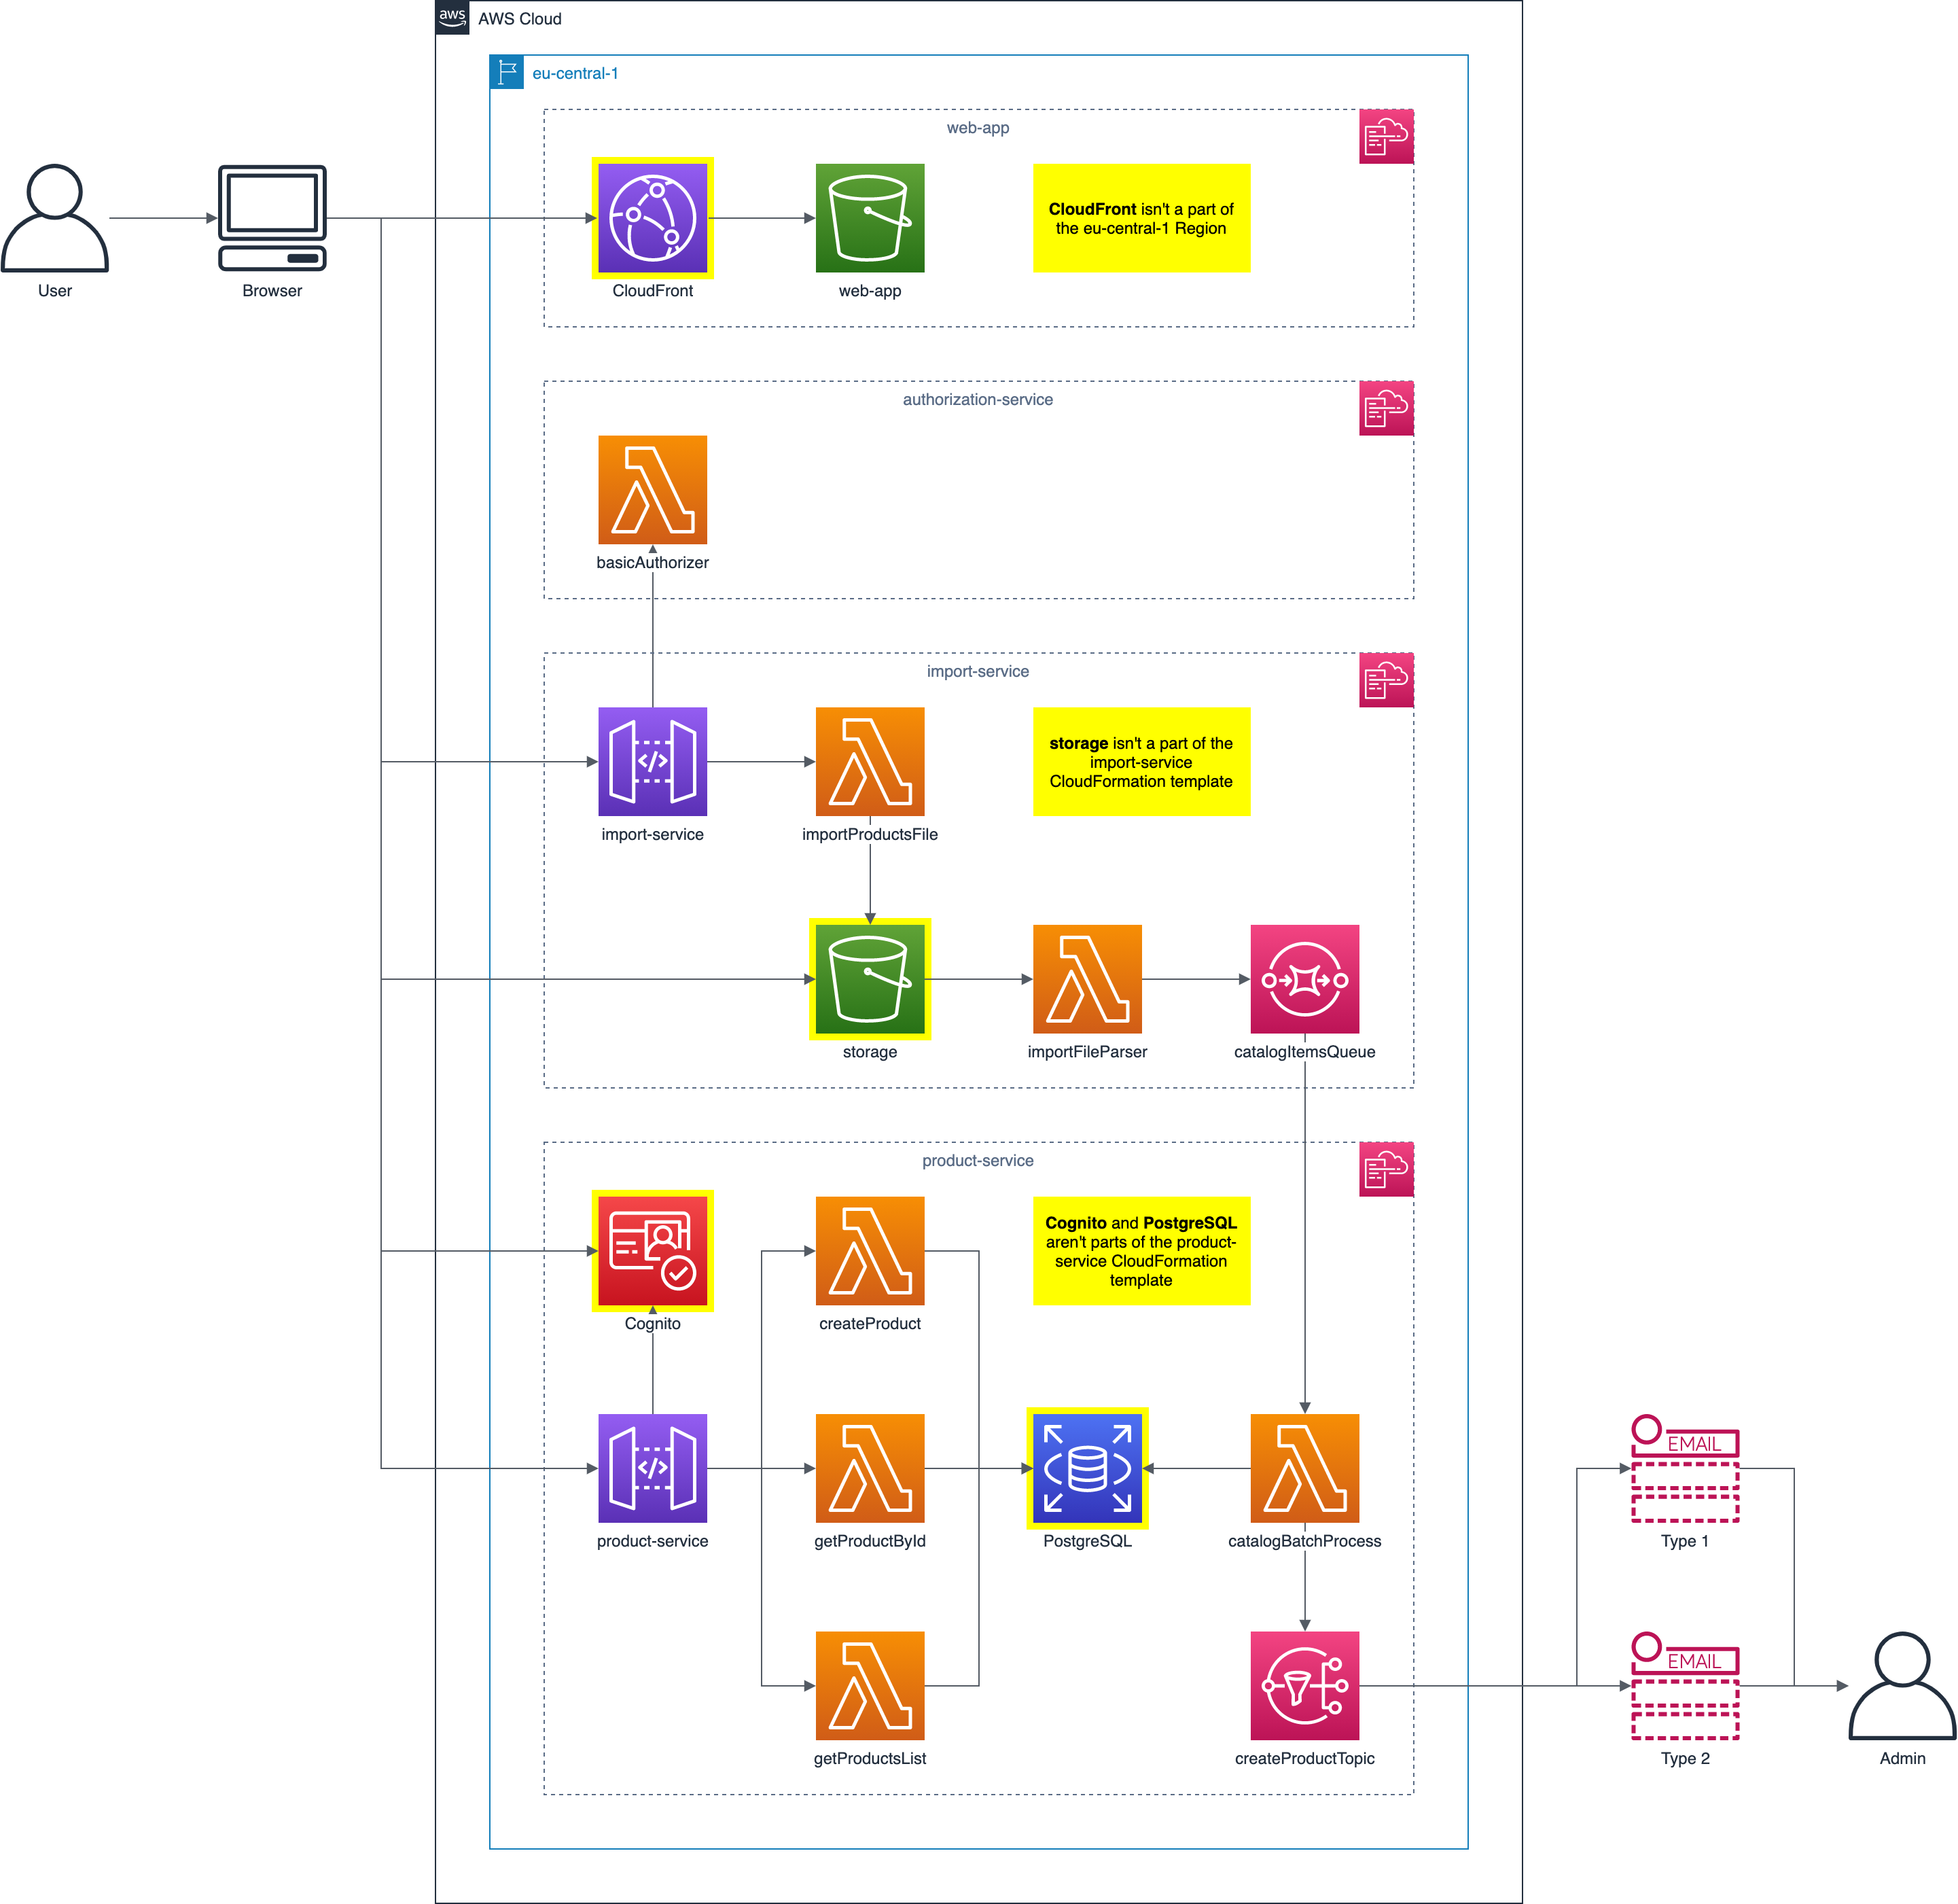 aws
AWS Cloud
eu-central-1
web-app
CloudFront isn't a part of
the eu-central-1 Region
User
Browser
CloudFront
web-app
authorization-service
basicAuthorizer
import-service
storage isn't a part of the
import-service
CloudFormation template
import-service
importProductsFile
storage
importFileParser
catalogItemsQueue
product-service
Cognito and PostgreSQL
aren't parts of the product-
service CloudFormation
template
Cognito
createProduct
EMAIL
product-service
getProductById
PostgreSQL
catalogBatchProcess
Type 1
EMAIL
getProductsList
createProductTopic
Type 2
Admin